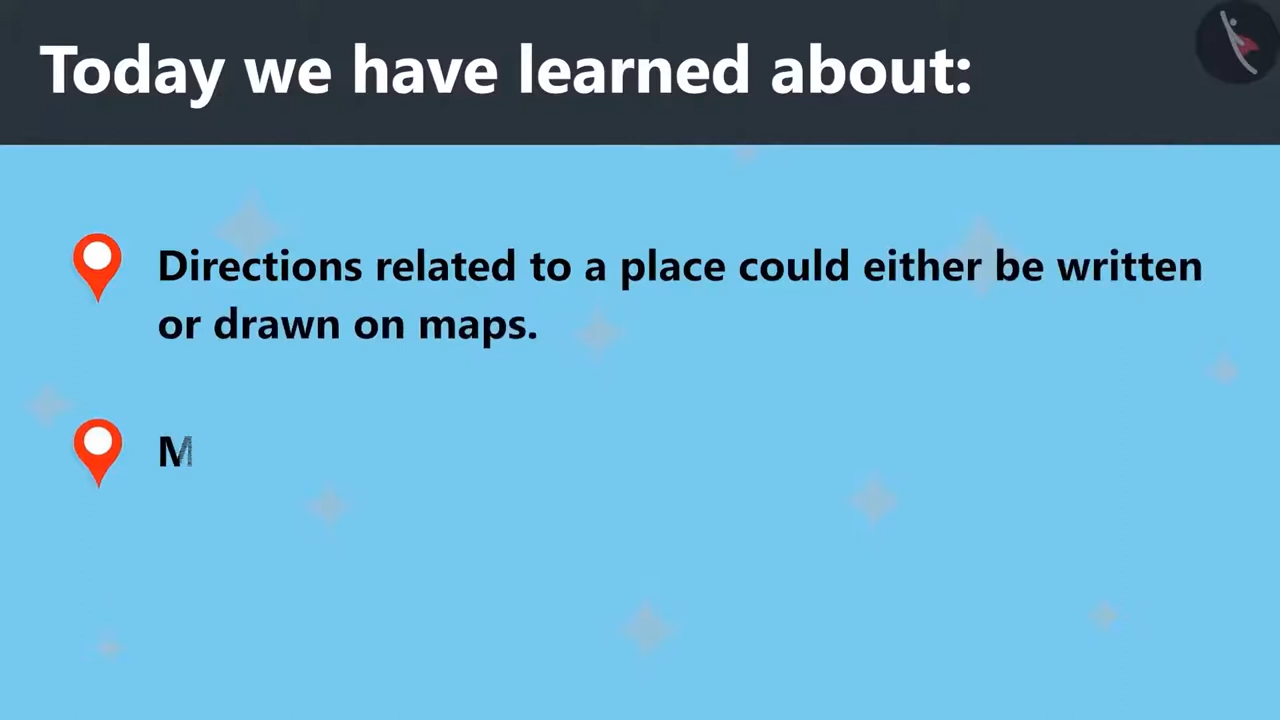 Today we have learned about:
Directions related to a place could either be written
or drawn on maps.
M